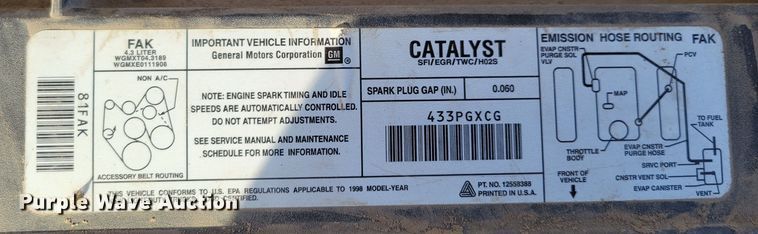 FAK
4.3 LITER
WGMXT04.3189
WGMXE0111906
NON A/C
ACCESSORY BELT ROUTING
81FAK
IMPORTANT VEHICLE INFORMATION
General Motors Corporation GM
NOTE: ENGINE SPARK TIMING AND IDLE
SPEEDS ARE AUTOMATICALLY CONTROLLED.
DO NOT ATTEMPT ADJUSTMENTS.
SEE SERVICE MANUAL AND MAINTENANCE
SCHEDULE FOR MORE INFORMATION.
THIS VEHICLE CONFORMS TO U.S. EPA REGULATIONS APPLICABLE TO 1998 MODEL-YEAR
CATALYST
SFI/EGR/TWC/HO2S
SPARK PLUG GAP (IN.) 0.060
433PGXCG
PT. NO. 12558388
PRINTED IN U.S.A.
EMISSION HOSE ROUTING FAK
EVAP CNSTR
PURGE SOL
VLV
PCV
MAP
TO FUEL
TANK
THROTTLE
BODY
EVAP CNSTR
PURGE HOSE
SRVC PORT
FRONT OF
VEHICLE
CNSTR VENT SOL
EVAP CANISTER
VENT
Purple Wave Auction
Purple Wave Auction